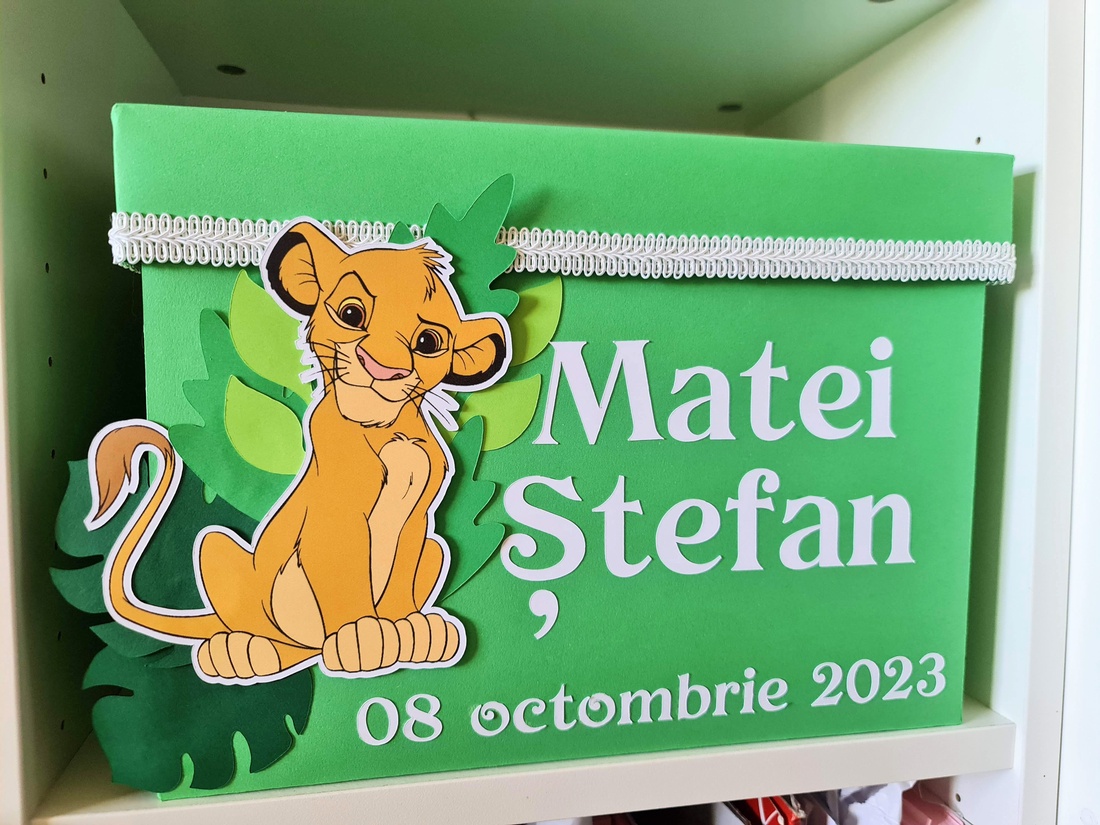 Matei
Ștefan
08 octombrie 2023